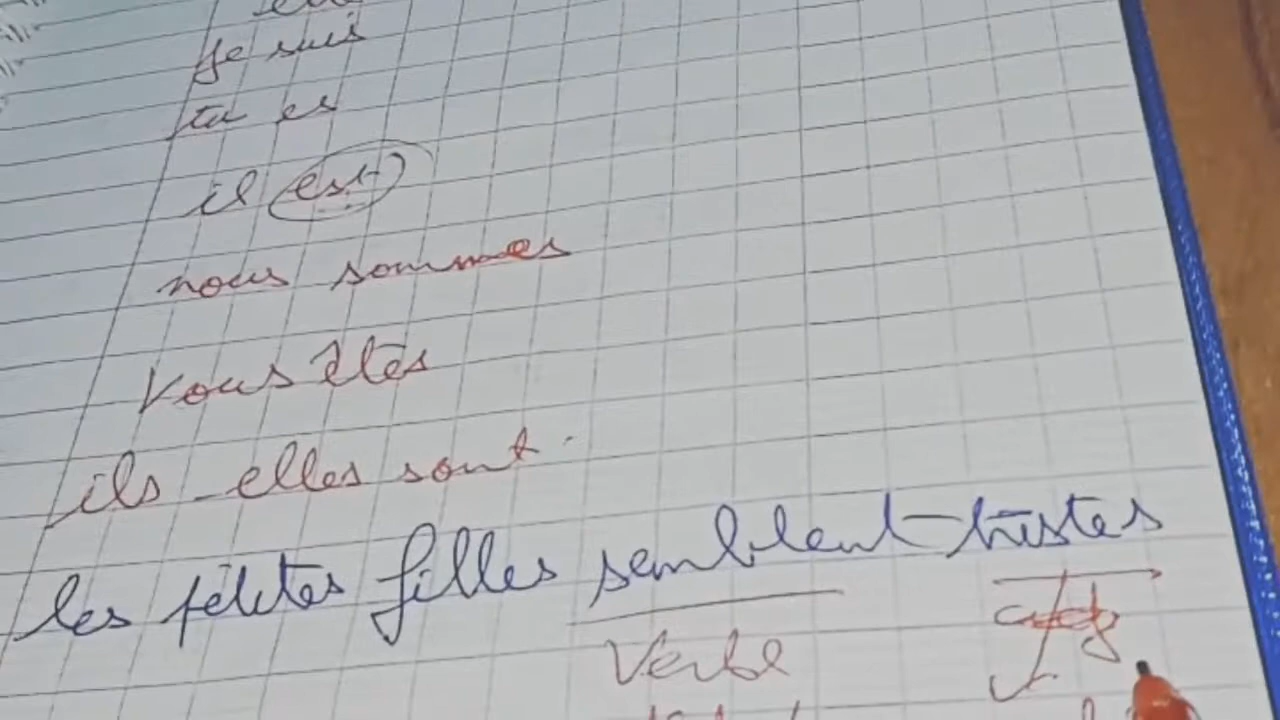 Je suis
tu es
il est
nous sommes
Vous êtes
ils - elles sont.
les petites filles semblent tristes
Verbe